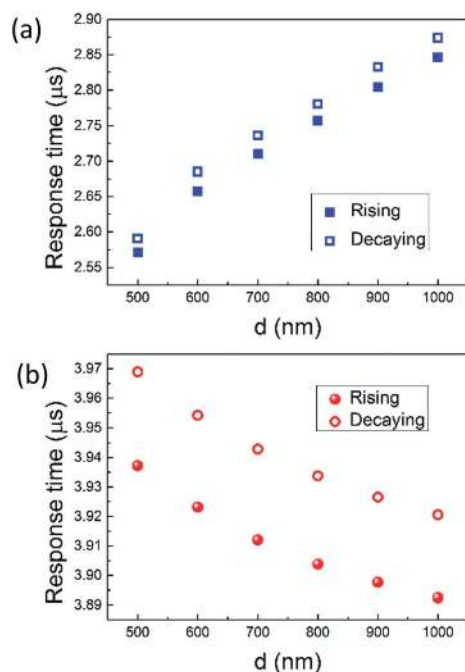 (a)
Response time (μs)
2.90
2.85
2.80
2.75
2.70
2.65
2.60
2.55
Rising
Decaying
500 600 700 800 900 1000
d (nm)
(b)
Response time (μs)
3.97
3.96
3.95
3.94
3.93
3.92
3.91
3.90
3.89
Rising
Decaying
500 600 700 800 900 1000
d (nm)